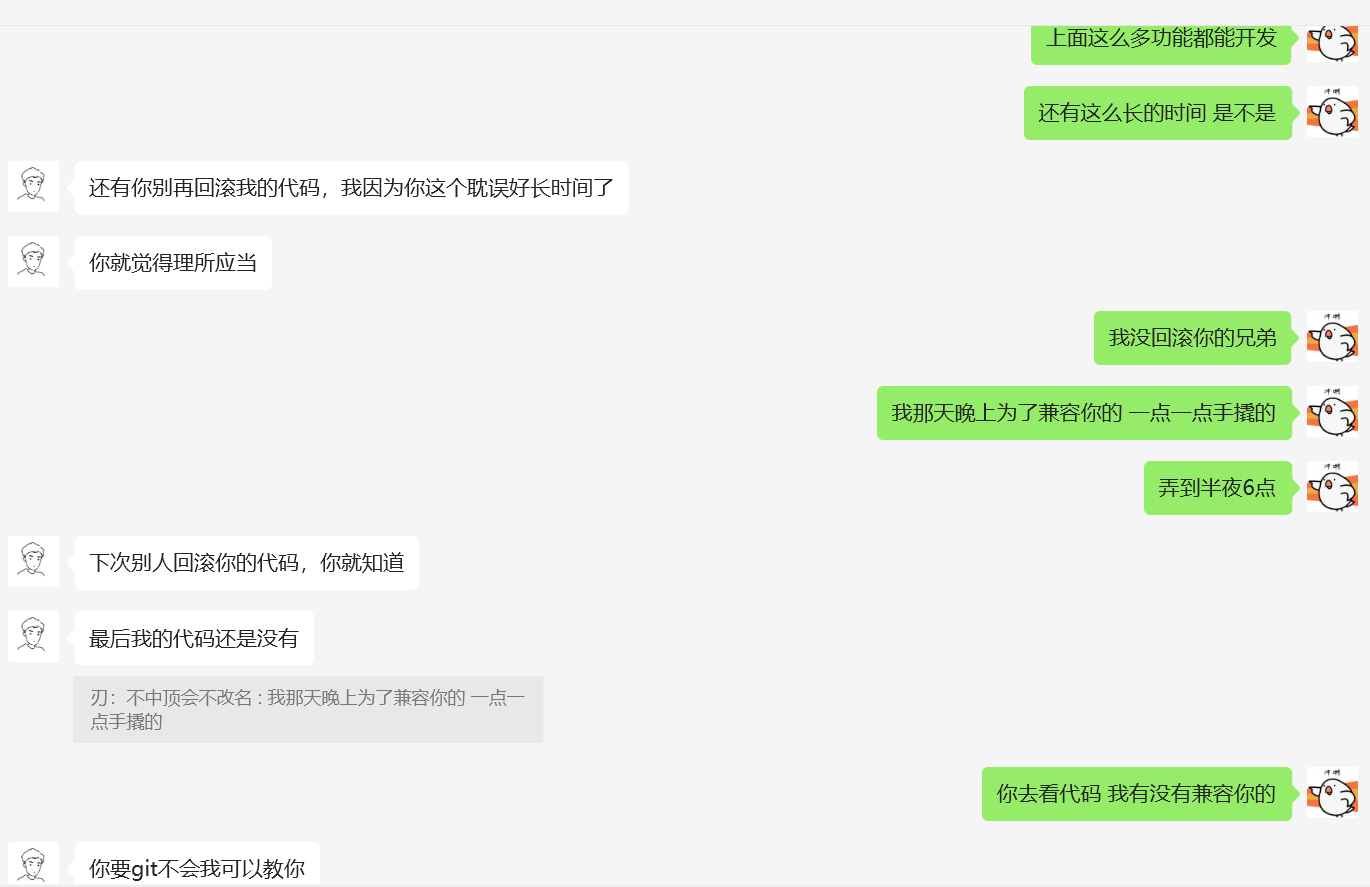 上面这么多功能都能开发
还有这么长的时间 是不是
还有你别再回滚我的代码，我因为你这个耽误好长时间了
你就觉得理所应当
我没回滚你的兄弟
我那天晚上为了兼容你的 一点一点手撬的
弄到半夜6点
下次别人回滚你的代码，你就知道
最后我的代码还是没有
刃：不中顶会不改名 : 我那天晚上为了兼容你的 一点一
点手撬的
你去看代码 我有没有兼容你的
你要git不会我可以教你